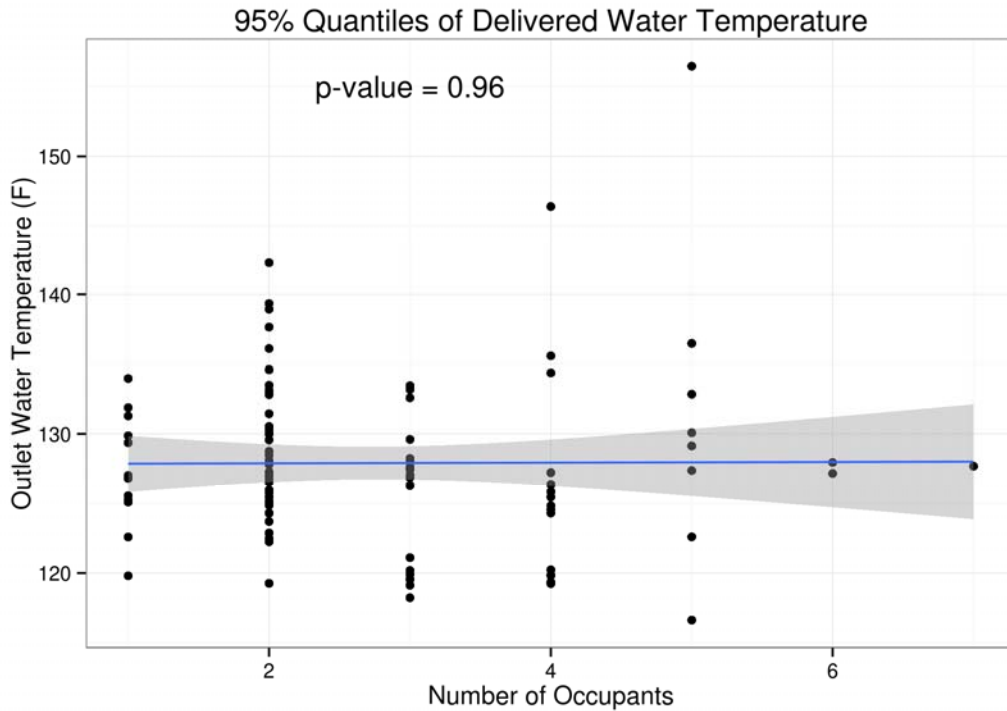 95% Quantiles of Delivered Water Temperature
p-value = 0.96
Outlet Water Temperature (F)
150
140
130
120
2 4 6
Number of Occupants